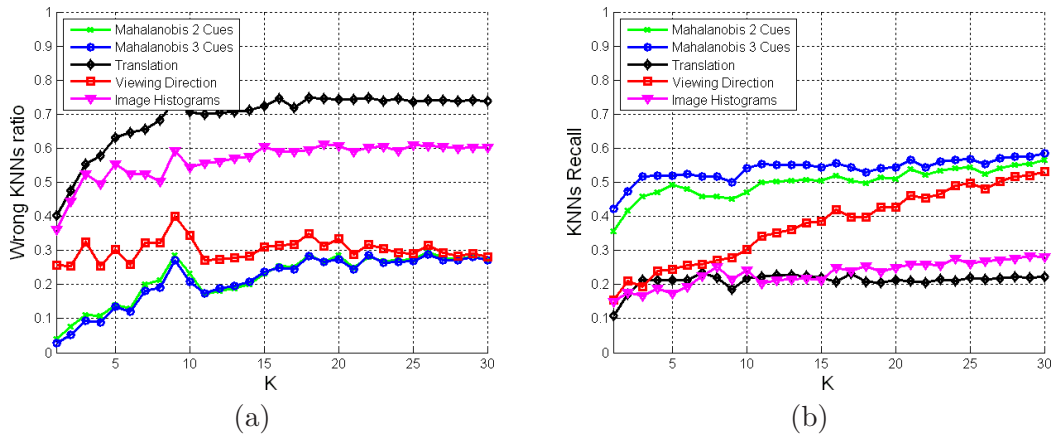 1
0.9
0.8
0.7
0.6
0.5
0.4
0.3
0.2
0.1
0
Wrong KNNs ratio
Mahalanobis 2 Cues
Mahalanobis 3 Cues
Translation
Viewing Direction
Image Histograms
5 10 15 20 25 30
K
(a)
1
0.9
0.8
0.7
0.6
0.5
0.4
0.3
0.2
0.1
0
KNNs Recall
Mahalanobis 2 Cues
Mahalanobis 3 Cues
Translation
Viewing Direction
Image Histograms
5 10 15 20 25 30
K
(b)